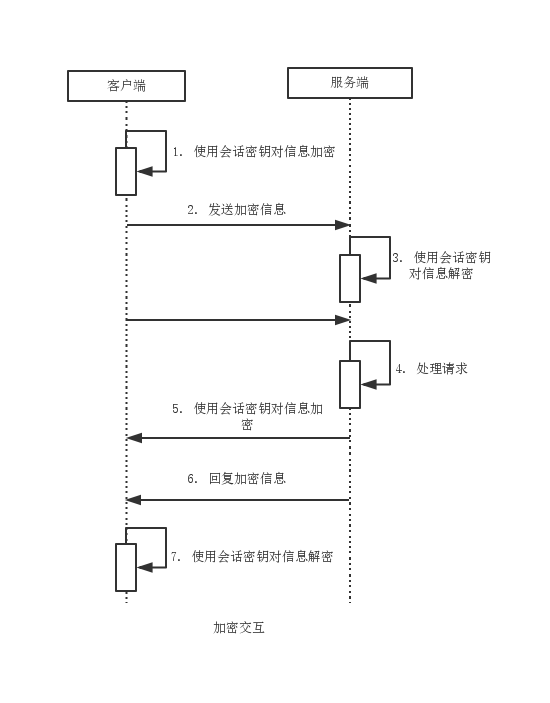 客户端
服务端
1. 使用会话密钥对信息加密
2. 发送加密信息
3. 使用会话密钥
对信息解密
4. 处理请求
5. 使用会话密钥对信息加
密
6. 回复加密信息
7. 使用会话密钥对信息解密
加密交互